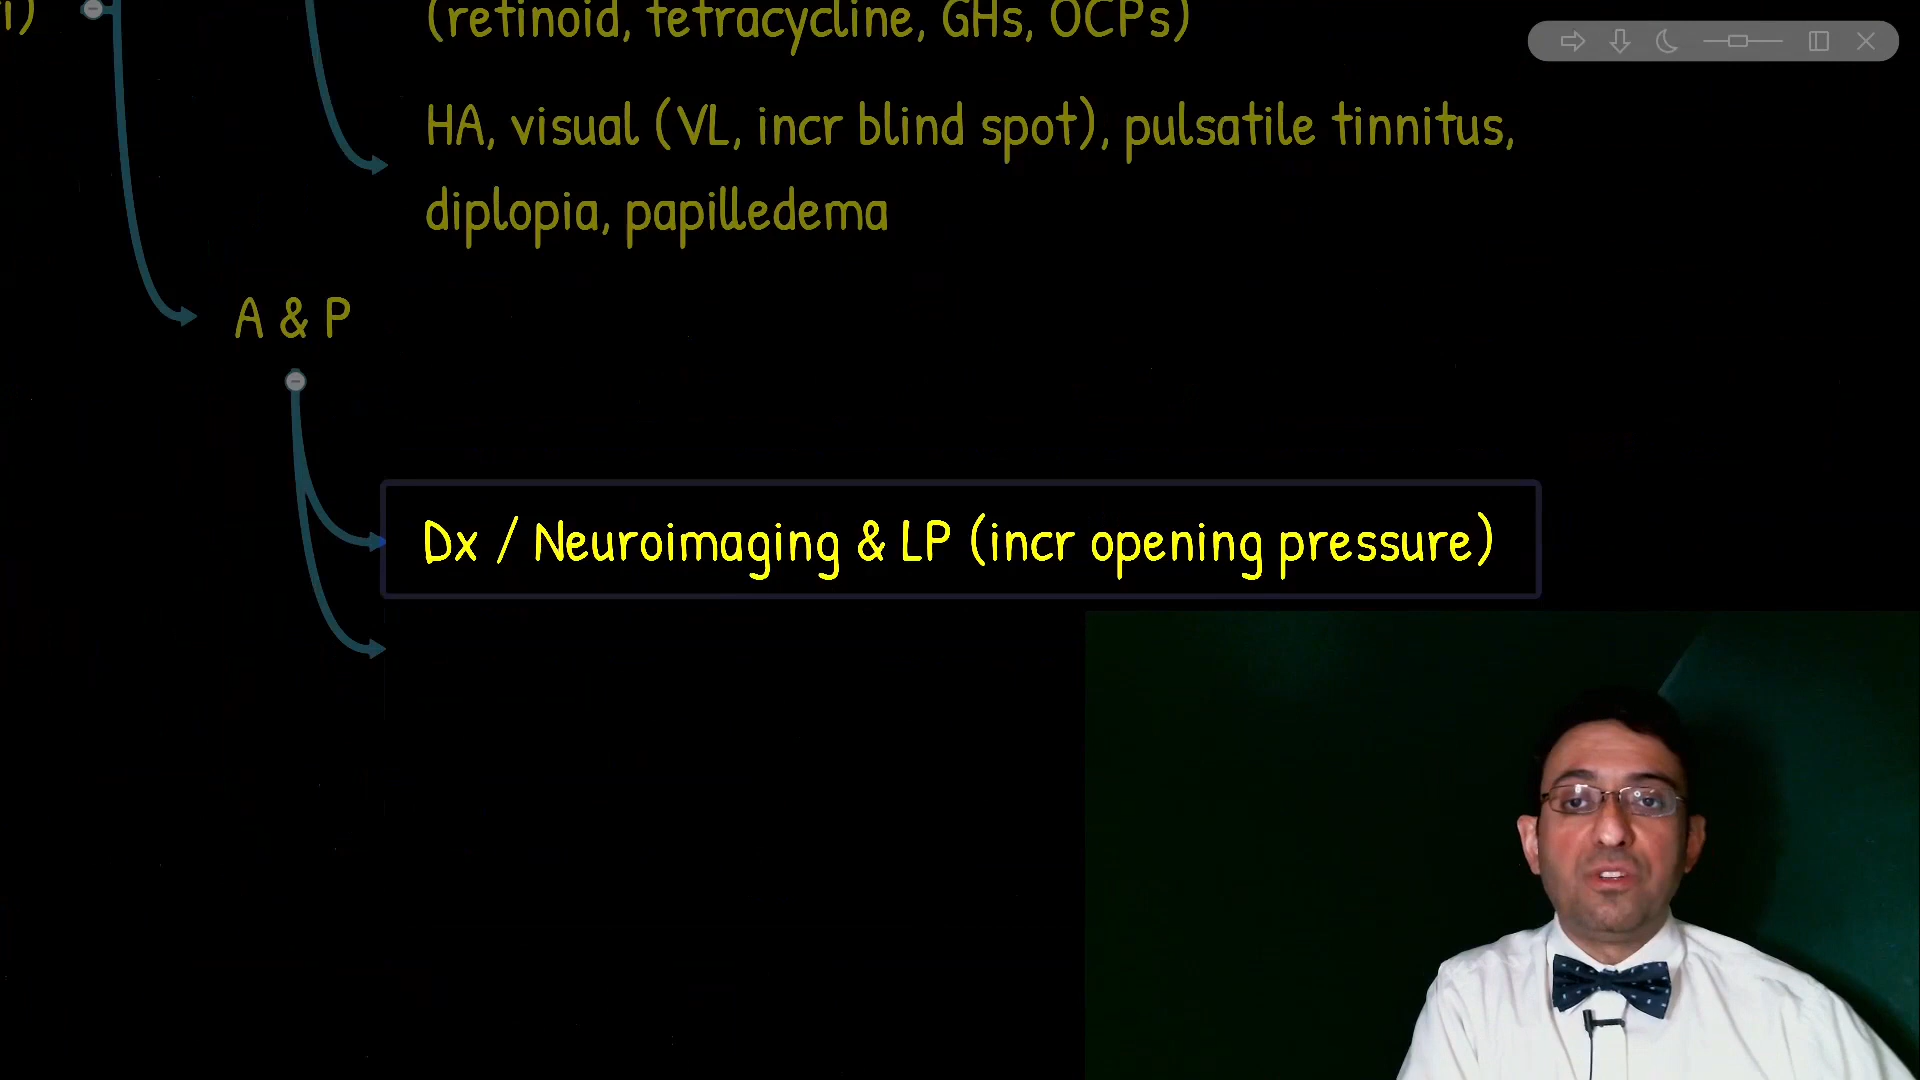 (retinoid, tetracycline, GHs, OCPs)
HA, visual (VL, incr blind spot), pulsatile tinnitus,
diplopia, papilledema
A & P
Dx / Neuroimaging & LP (incr opening pressure)